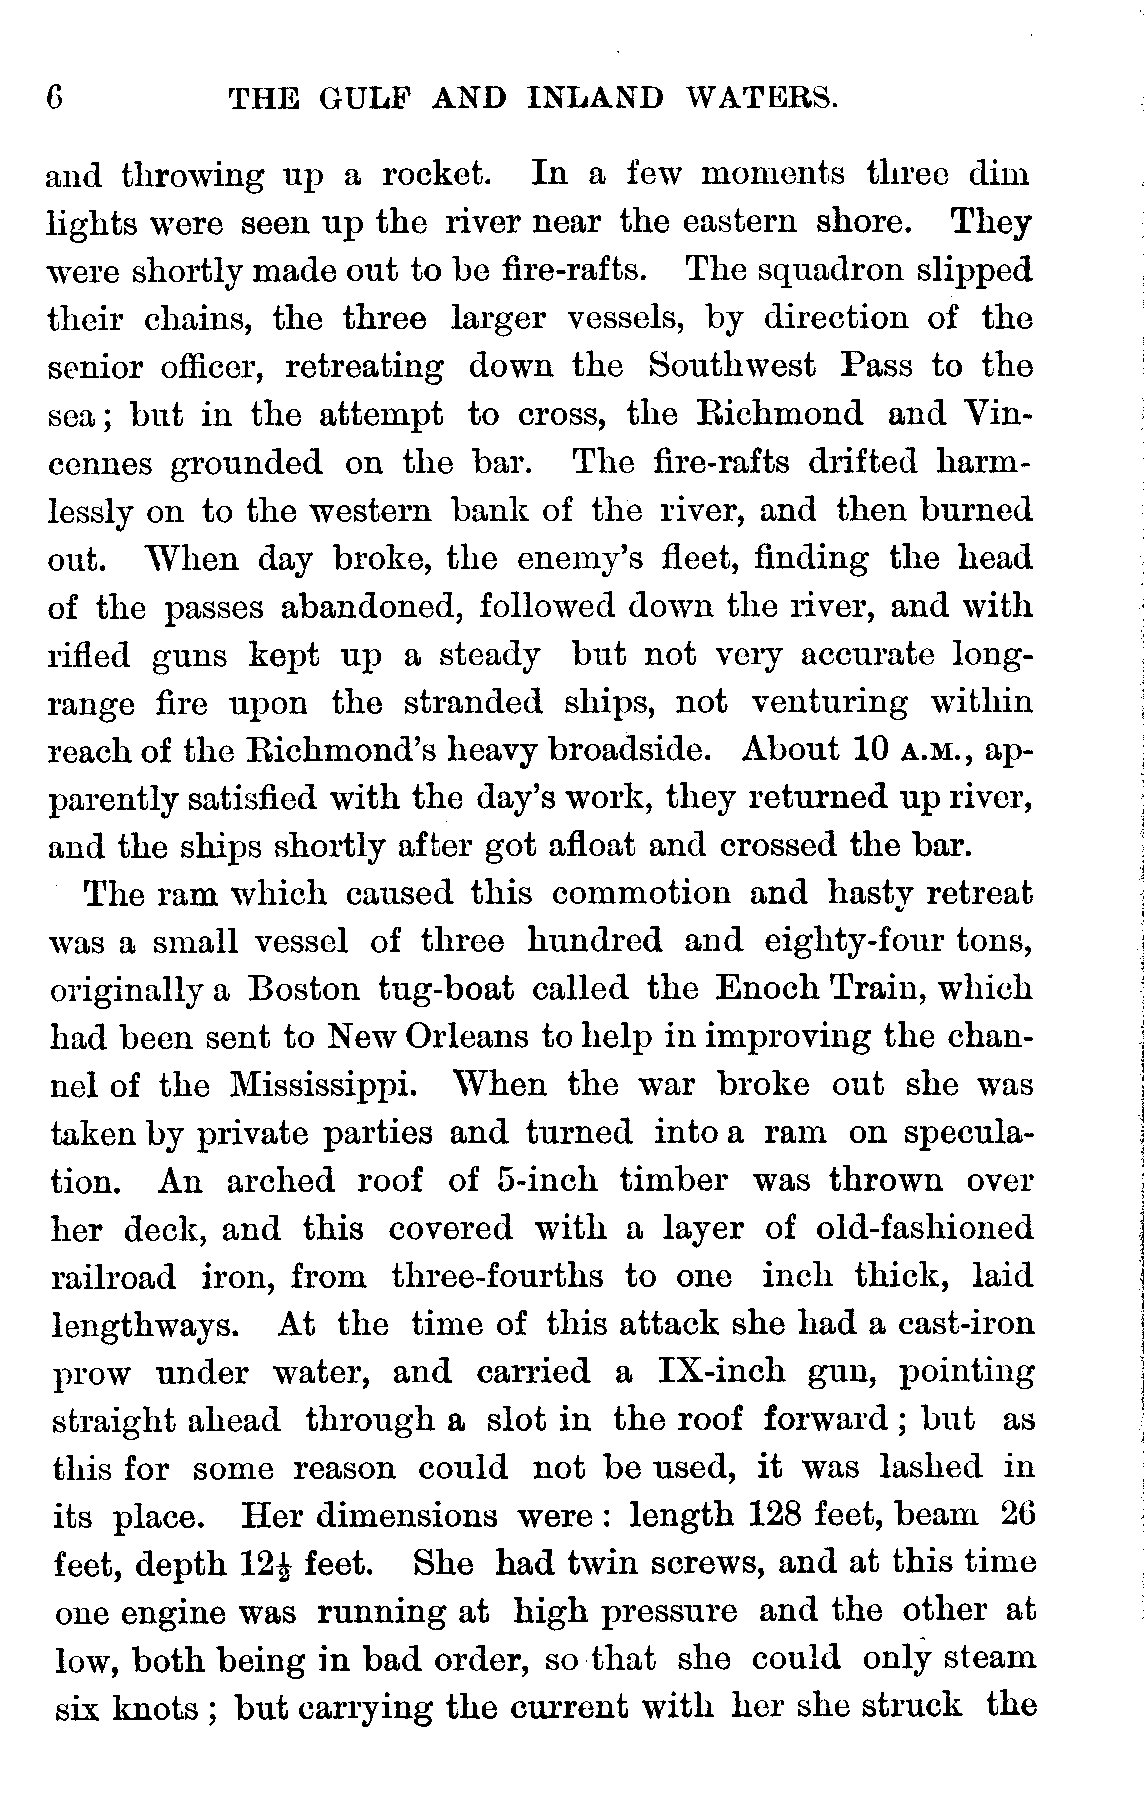 6 THE GULF AND INLAND WATERS.
and throwing up a rocket. In a few moments three dim
lights were seen up the river near the eastern shore. They
were shortly made out to be fire-rafts. The squadron slipped
their chains, the three larger vessels, by direction of the
senior officer, retreating down the Southwest Pass to the
sea; but in the attempt to cross, the Richmond and Vin-
cennes grounded on the bar. The fire-rafts drifted harm-
lessly on to the western bank of the river, and then burned
out. When day broke, the enemy's fleet, finding the head
of the passes abandoned, followed down the river, and with
rifled guns kept up a steady but not very accurate long-
range fire upon the stranded ships, not venturing within
reach of the Richmond's heavy broadside. About 10 A.M., ap-
parently satisfied with the day's work, they returned up river,
and the ships shortly after got afloat and crossed the bar.
The ram which caused this commotion and hasty retreat
was a small vessel of three hundred and eighty-four tons,
originally a Boston tug-boat called the Enoch Train, which
had been sent to New Orleans to help in improving the chan-
nel of the Mississippi. When the war broke out she was
taken by private parties and turned into a ram on specula-
tion. An arched roof of 5-inch timber was thrown over
her deck, and this covered with a layer of old-fashioned
railroad iron, from three-fourths to one inch thick, laid
lengthways. At the time of this attack she had a cast-iron
prow under water, and carried a IX-inch gun, pointing
straight ahead through a slot in the roof forward; but as
this for some reason could not be used, it was lashed in
its place. Her dimensions were: length 128 feet, beam 26
feet, depth 12½ feet. She had twin screws, and at this time
one engine was running at high pressure and the other at
low, both being in bad order, so that she could only steam
six knots; but carrying the current with her she struck the